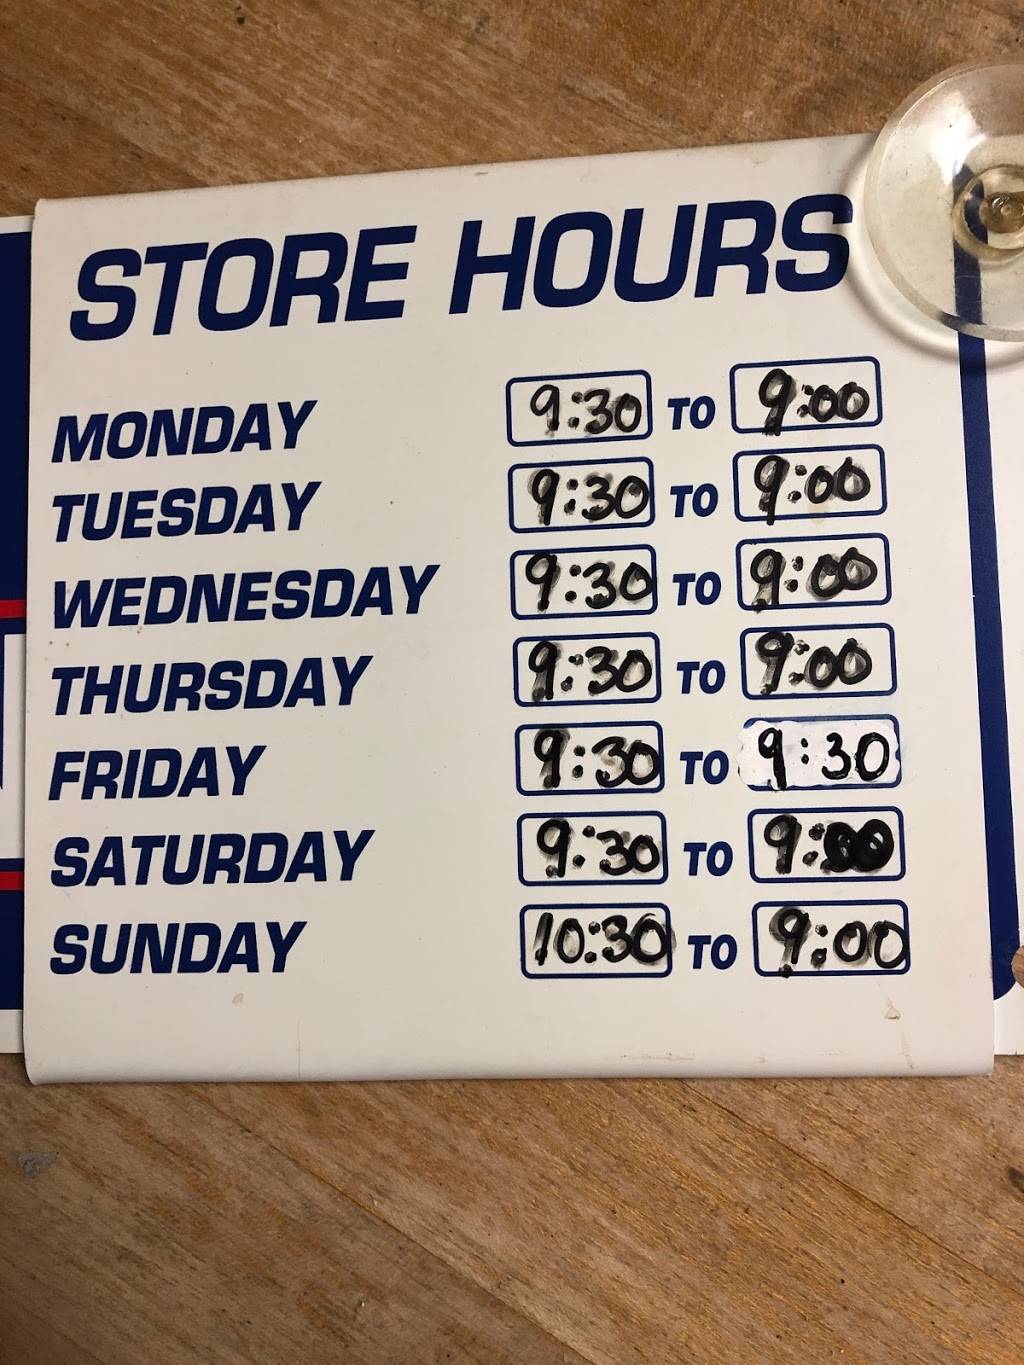 STORE HOURS
MONDAY 9:30 TO 9:00
TUESDAY 9:30 TO 9:00
WEDNESDAY 9:30 TO 9:00
THURSDAY 9:30 TO 9:00
FRIDAY 9:30 TO 9:30
SATURDAY 9:30 TO 9:00
SUNDAY 10:30 TO 9:00